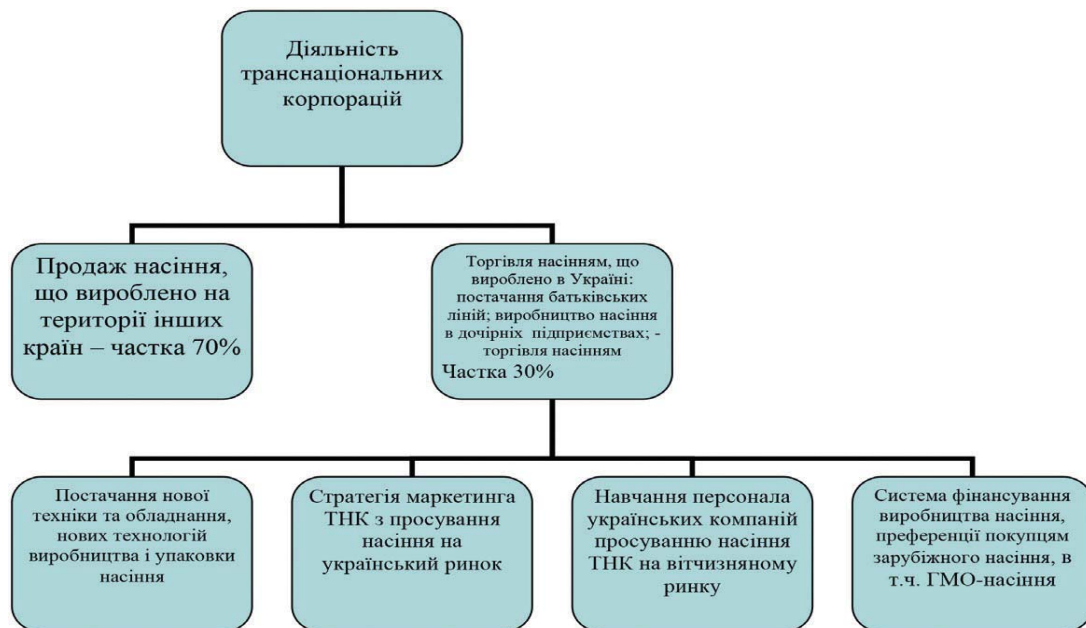 Діяльність
транснаціональних
корпорацій
Продаж насіння,
що вироблено на
території інших
країн – частка 70%
Торгівля насінням, що
вироблено в Україні:
постачання батьківських
ліній; виробництво насіння
в дочірніх підприємствах; -
торгівля насінням
Частка 30%
Постачання нової
техніки та обладнання,
нових технологій
виробництва і упаковки
насіння
Стратегія маркетинга
ТНК з просування
насіння на
український ринок
Навчання персонала
українських компаній
просуванню насіння
ТНК на вітчизняному
ринку
Система фінансування
виробництва насіння,
преференції покупцям
зарубіжного насіння, в
т.ч. ГМО-насіння